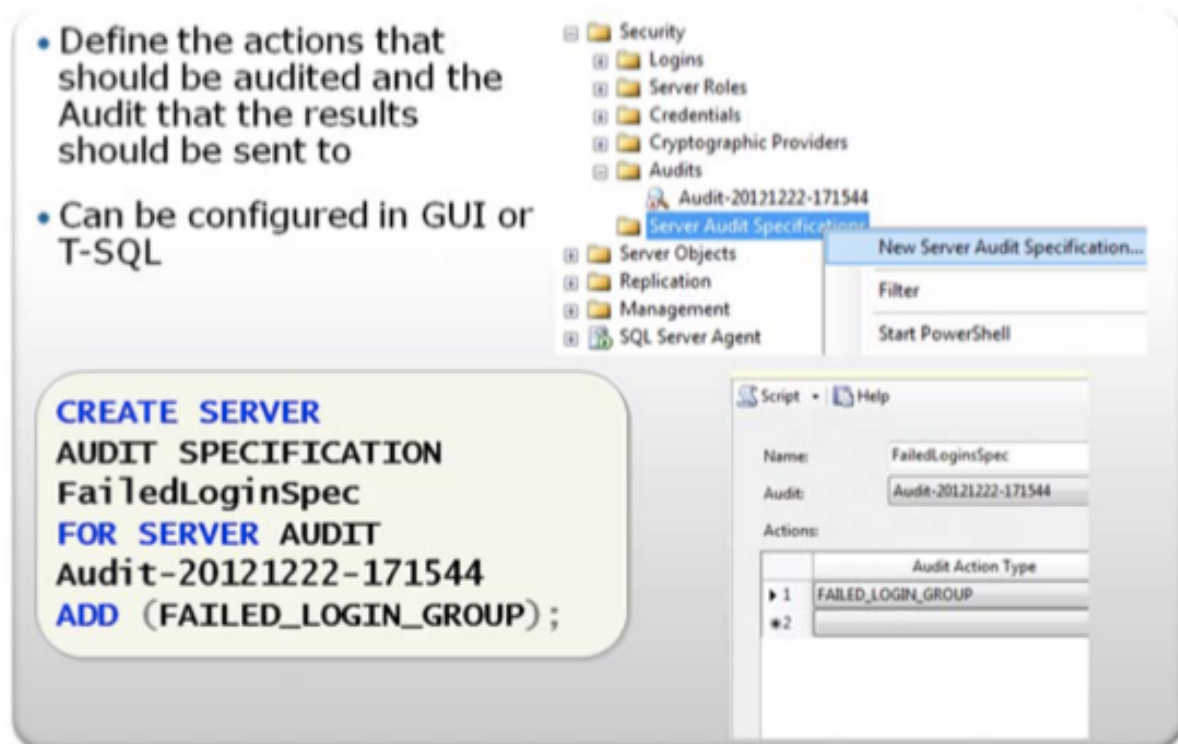 • Define the actions that
should be audited and the
Audit that the results
should be sent to
• Can be configured in GUI or
T-SQL
Security
Logins
Server Roles
Credentials
Cryptographic Providers
Audits
Audit-20121222-171544
Server Audit Specifications
New Server Audit Specification...
Server Objects
Replication
Filter
Management
SQL Server Agent
Start PowerShell
CREATE SERVER
AUDIT SPECIFICATION
FailedLoginSpec
FOR SERVER AUDIT
Audit-20121222-171544
ADD (FAILED_LOGIN_GROUP);
Script Help
Name: FailedLoginsSpec
Audit: Audit-20121222-171544
Actions:
Audit Action Type
1 FAILED_LOGIN_GROUP
*2